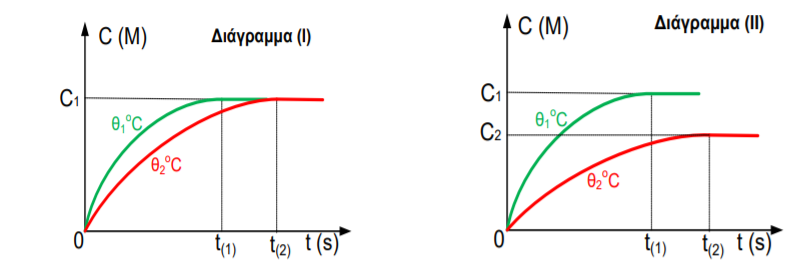 C (M)
Διάγραμμα (I)
C₁
θ₁°C
θ₂°C
0
t₍₁₎
t₍₂₎
t (s)
C (M)
Διάγραμμα (II)
C₁
θ₁°C
C₂
θ₂°C
0
t₍₁₎
t₍₂₎
t (s)